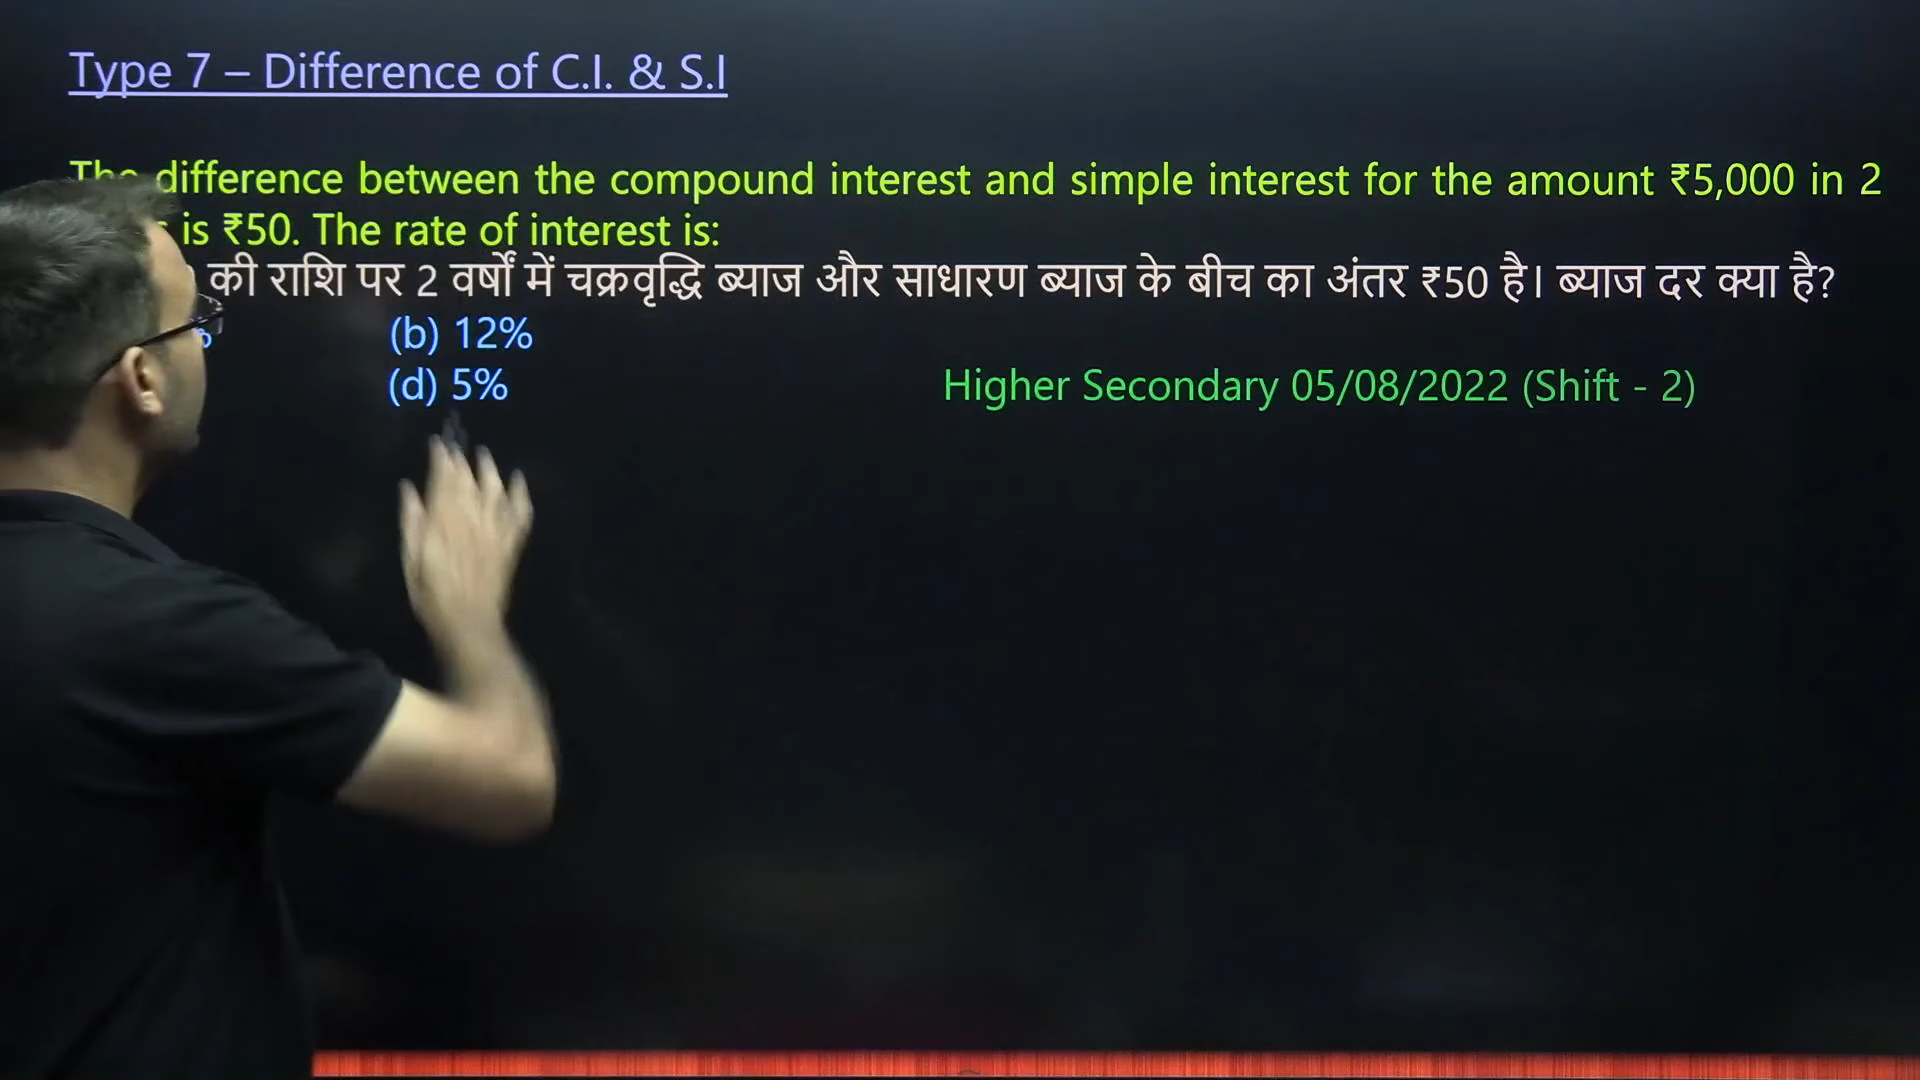 Type 7 – Difference of C.I. & S.I
The difference between the compound interest and simple interest for the amount ₹5,000 in 2
is ₹50. The rate of interest is:
की राशि पर 2 वर्षों में चक्रवृद्धि ब्याज और साधारण ब्याज के बीच का अंतर ₹50 है। ब्याज दर क्या है?
(b) 12%
(d) 5%
Higher Secondary 05/08/2022 (Shift - 2)